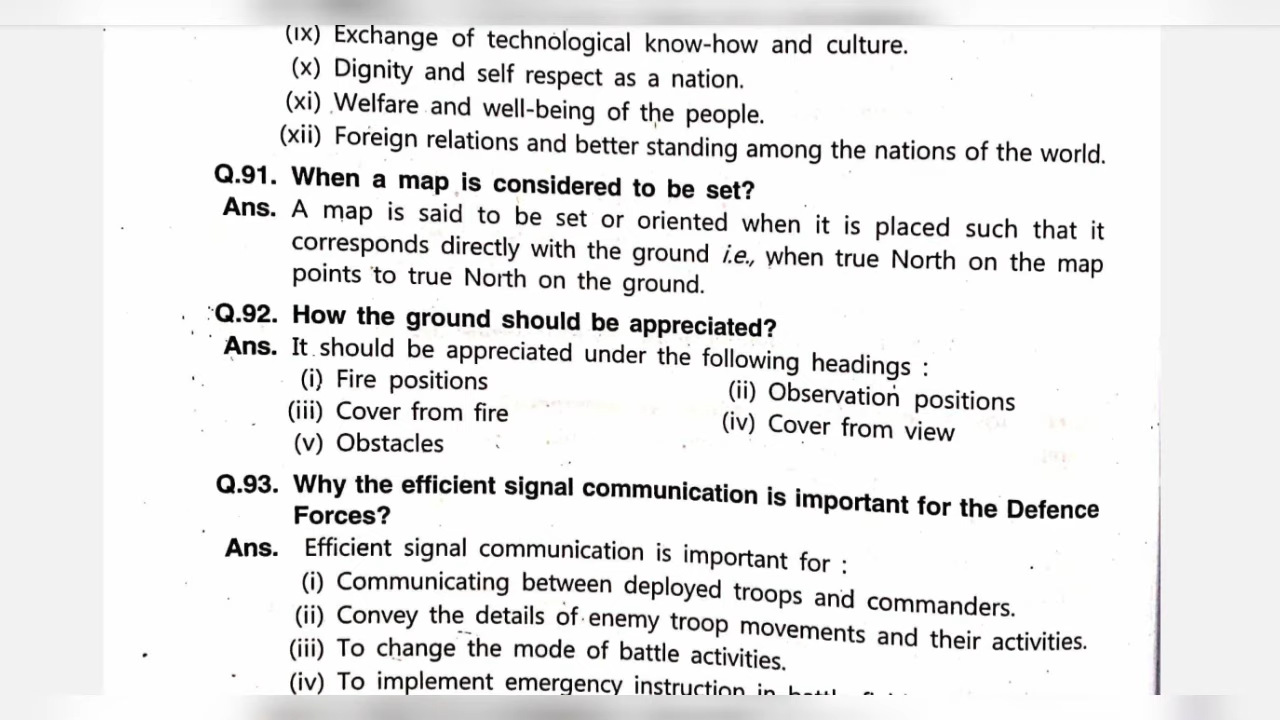 (ix) Exchange of technological know-how and culture.
(x) Dignity and self respect as a nation.
(xi) Welfare and well-being of the people.
(xii) Foreign relations and better standing among the nations of the world.
Q.91. When a map is considered to be set?
Ans. A map is said to be set or oriented when it is placed such that it
corresponds directly with the ground i.e., when true North on the map
points to true North on the ground.
Q.92. How the ground should be appreciated?
Ans. It should be appreciated under the following headings :
(i) Fire positions (ii) Observation positions
(iii) Cover from fire (iv) Cover from view
(v) Obstacles
Q.93. Why the efficient signal communication is important for the Defence
Forces?
Ans. Efficient signal communication is important for :
(i) Communicating between deployed troops and commanders.
(ii) Convey the details of enemy troop movements and their activities.
(iii) To change the mode of battle activities.
(iv) To implement emergency instruction in